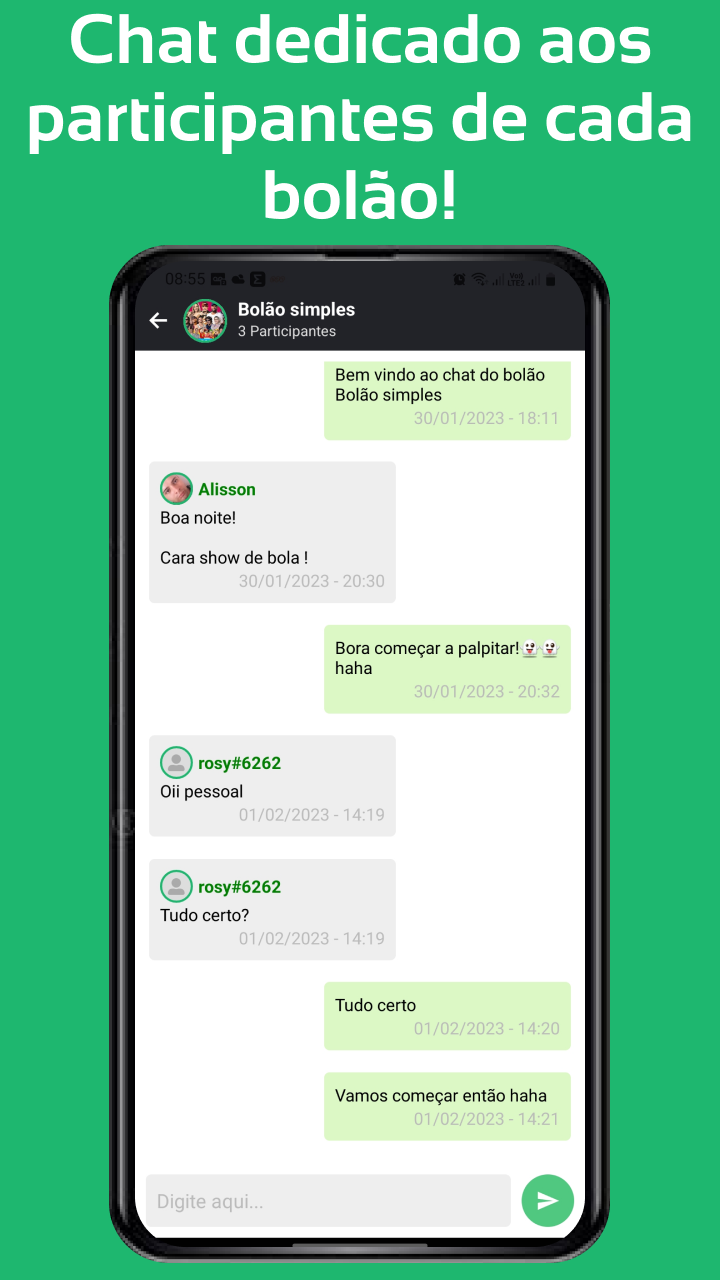 Chat dedicado aos
participantes de cada
bolão!
08:55
Bolão simples
3 Participantes
Bem vindo ao chat do bolão
Bolão simples
30/01/2023 - 18:11
Alisson
Boa noite!
Cara show de bola !
30/01/2023 - 20:30
Bora começar a palpitar!👻👻
haha
30/01/2023 - 20:32
rosy#6262
Oii pessoal
01/02/2023 - 14:19
rosy#6262
Tudo certo?
01/02/2023 - 14:19
Tudo certo
01/02/2023 - 14:20
Vamos começar então haha
01/02/2023 - 14:21
Digite aqui...